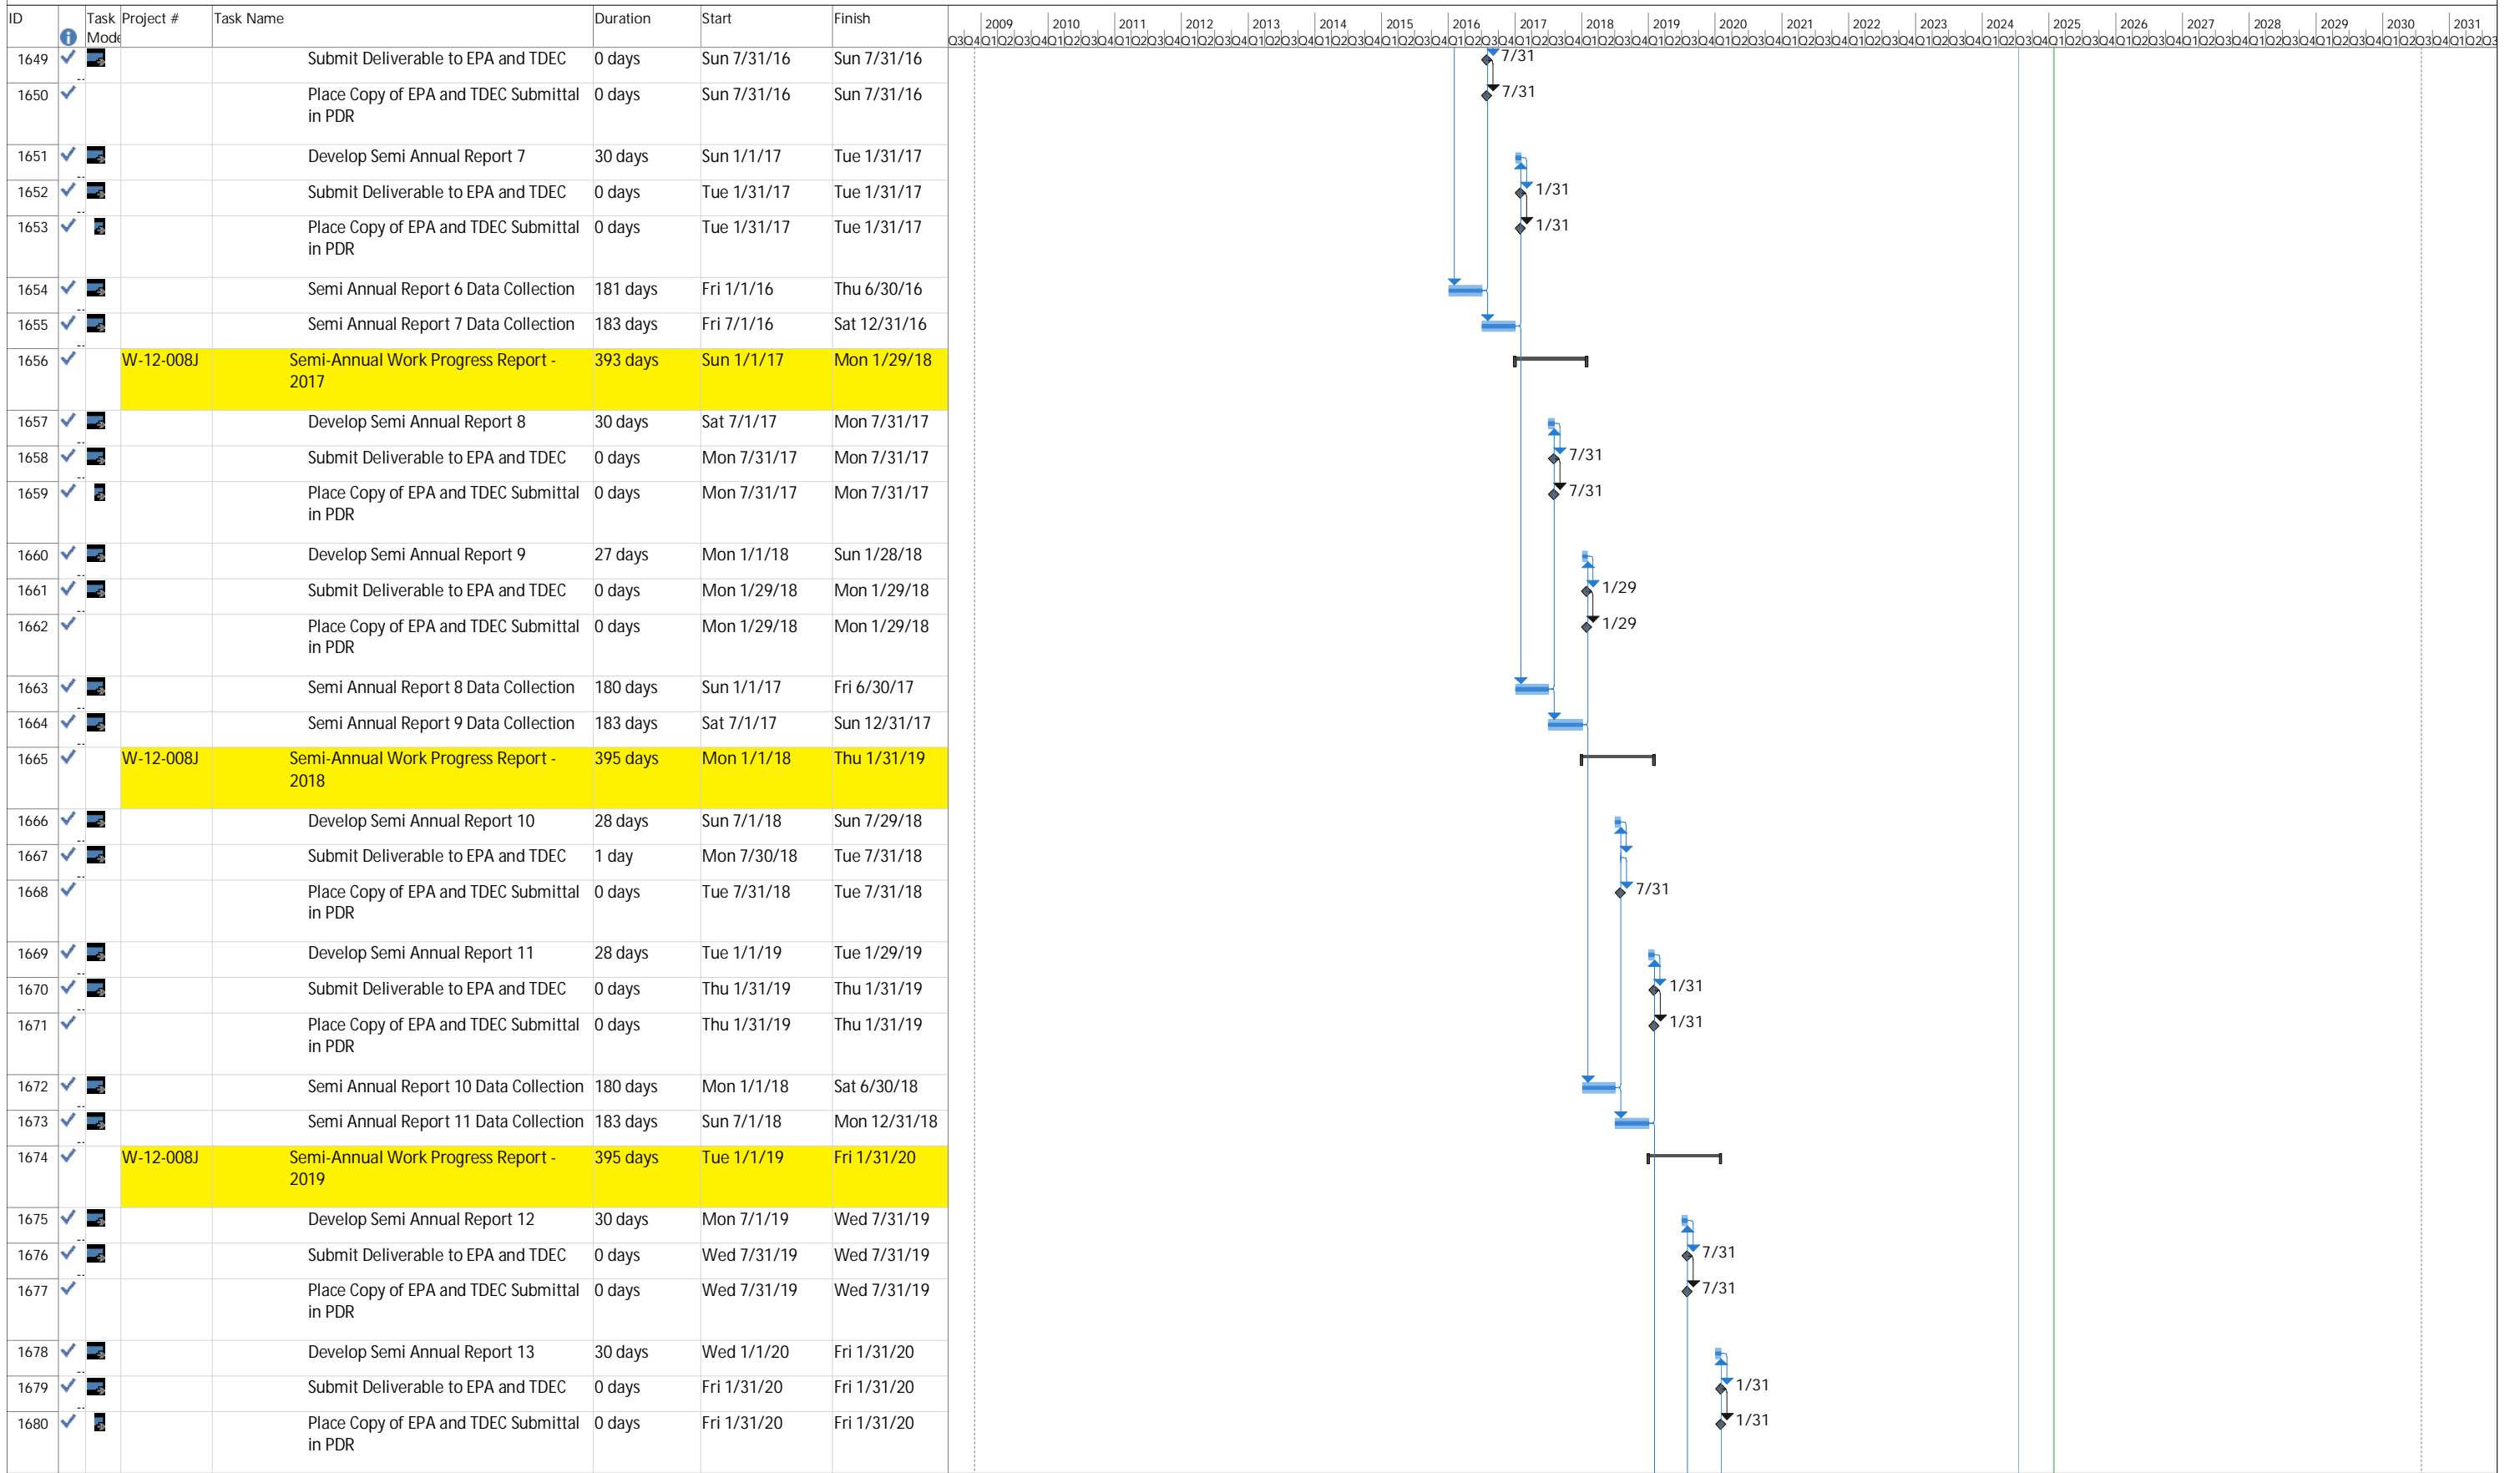 ID Task Mode Project # Task Name Duration Start Finish
2009 2010 2011 2012 2013 2014 2015 2016 2017 2018 2019 2020 2021 2022 2023 2024 2025 2026 2027 2028 2029 2030 2031
Q3Q4Q1Q2Q3Q4Q1Q2Q3Q4Q1Q2Q3Q4Q1Q2Q3Q4Q1Q2Q3Q4Q1Q2Q3Q4Q1Q2Q3Q4Q1Q2Q3Q4Q1Q2Q3Q4Q1Q2Q3Q4Q1Q2Q3Q4Q1Q2Q3Q4Q1Q2Q3Q4Q1Q2Q3Q4Q1Q2Q3Q4Q1Q2Q3Q4Q1Q2Q3Q4Q1Q2Q3Q4Q1Q2Q3Q4Q1Q2Q3Q4Q1Q2Q3Q4Q1Q2Q3Q4Q1Q2Q3
1649 Submit Deliverable to EPA and TDEC 0 days Sun 7/31/16 Sun 7/31/16 7/31
1650 Place Copy of EPA and TDEC Submittal 0 days Sun 7/31/16 Sun 7/31/16 7/31
in PDR
1651 Develop Semi Annual Report 7 30 days Sun 1/1/17 Tue 1/31/17
1652 Submit Deliverable to EPA and TDEC 0 days Tue 1/31/17 Tue 1/31/17 1/31
1653 Place Copy of EPA and TDEC Submittal 0 days Tue 1/31/17 Tue 1/31/17 1/31
in PDR
1654 Semi Annual Report 6 Data Collection 181 days Fri 1/1/16 Thu 6/30/16
1655 Semi Annual Report 7 Data Collection 183 days Fri 7/1/16 Sat 12/31/16
1656 W-12-008J Semi-Annual Work Progress Report - 393 days Sun 1/1/17 Mon 1/29/18
2017
1657 Develop Semi Annual Report 8 30 days Sat 7/1/17 Mon 7/31/17
1658 Submit Deliverable to EPA and TDEC 0 days Mon 7/31/17 Mon 7/31/17 7/31
1659 Place Copy of EPA and TDEC Submittal 0 days Mon 7/31/17 Mon 7/31/17 7/31
in PDR
1660 Develop Semi Annual Report 9 27 days Mon 1/1/18 Sun 1/28/18
1661 Submit Deliverable to EPA and TDEC 0 days Mon 1/29/18 Mon 1/29/18 1/29
1662 Place Copy of EPA and TDEC Submittal 0 days Mon 1/29/18 Mon 1/29/18 1/29
in PDR
1663 Semi Annual Report 8 Data Collection 180 days Sun 1/1/17 Fri 6/30/17
1664 Semi Annual Report 9 Data Collection 183 days Sat 7/1/17 Sun 12/31/17
1665 W-12-008J Semi-Annual Work Progress Report - 395 days Mon 1/1/18 Thu 1/31/19
2018
1666 Develop Semi Annual Report 10 28 days Sun 7/1/18 Sun 7/29/18
1667 Submit Deliverable to EPA and TDEC 1 day Mon 7/30/18 Tue 7/31/18
1668 Place Copy of EPA and TDEC Submittal 0 days Tue 7/31/18 Tue 7/31/18 7/31
in PDR
1669 Develop Semi Annual Report 11 28 days Tue 1/1/19 Tue 1/29/19
1670 Submit Deliverable to EPA and TDEC 0 days Thu 1/31/19 Thu 1/31/19 1/31
1671 Place Copy of EPA and TDEC Submittal 0 days Thu 1/31/19 Thu 1/31/19 1/31
in PDR
1672 Semi Annual Report 10 Data Collection 180 days Mon 1/1/18 Sat 6/30/18
1673 Semi Annual Report 11 Data Collection 183 days Sun 7/1/18 Mon 12/31/18
1674 W-12-008J Semi-Annual Work Progress Report - 395 days Tue 1/1/19 Fri 1/31/20
2019
1675 Develop Semi Annual Report 12 30 days Mon 7/1/19 Wed 7/31/19
1676 Submit Deliverable to EPA and TDEC 0 days Wed 7/31/19 Wed 7/31/19 7/31
1677 Place Copy of EPA and TDEC Submittal 0 days Wed 7/31/19 Wed 7/31/19 7/31
in PDR
1678 Develop Semi Annual Report 13 30 days Wed 1/1/20 Fri 1/31/20
1679 Submit Deliverable to EPA and TDEC 0 days Fri 1/31/20 Fri 1/31/20 1/31
1680 Place Copy of EPA and TDEC Submittal 0 days Fri 1/31/20 Fri 1/31/20 1/31
in PDR